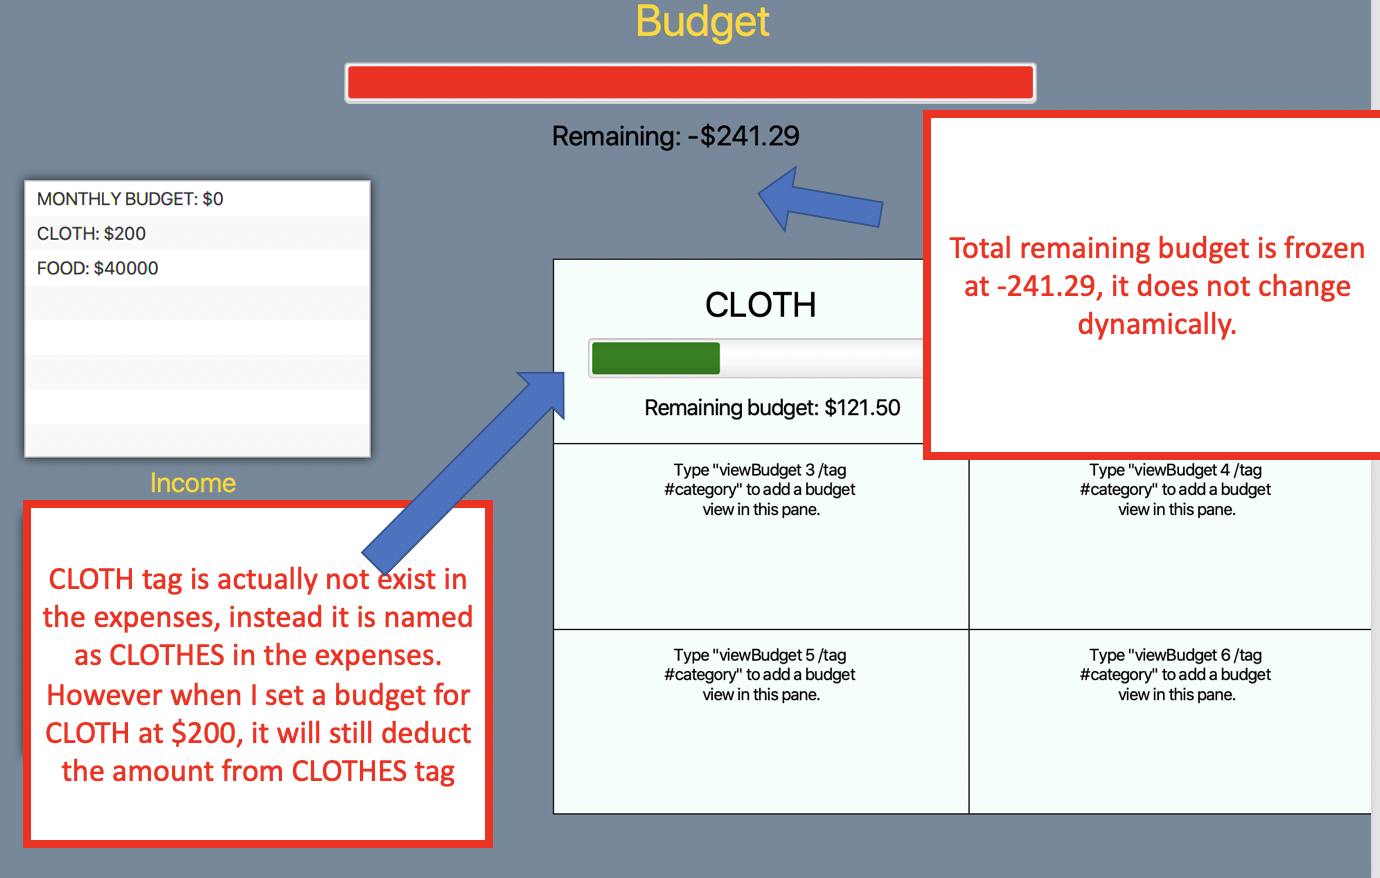 Budget
Remaining: -$241.29
MONTHLY BUDGET: $0
CLOTH: $200
FOOD: $40000
Total remaining budget is frozen
at -241.29, it does not change
dynamically.
CLOTH
Remaining budget: $121.50
Income
CLOTH tag is actually not exist in
the expenses, instead it is named
as CLOTHES in the expenses.
However when I set a budget for
CLOTH at $200, it will still deduct
the amount from CLOTHES tag
Type "viewBudget 3 /tag
#category" to add a budget
view in this pane.
Type "viewBudget 4 /tag
#category" to add a budget
view in this pane.
Type "viewBudget 5 /tag
#category" to add a budget
view in this pane.
Type "viewBudget 6 /tag
#category" to add a budget
view in this pane.